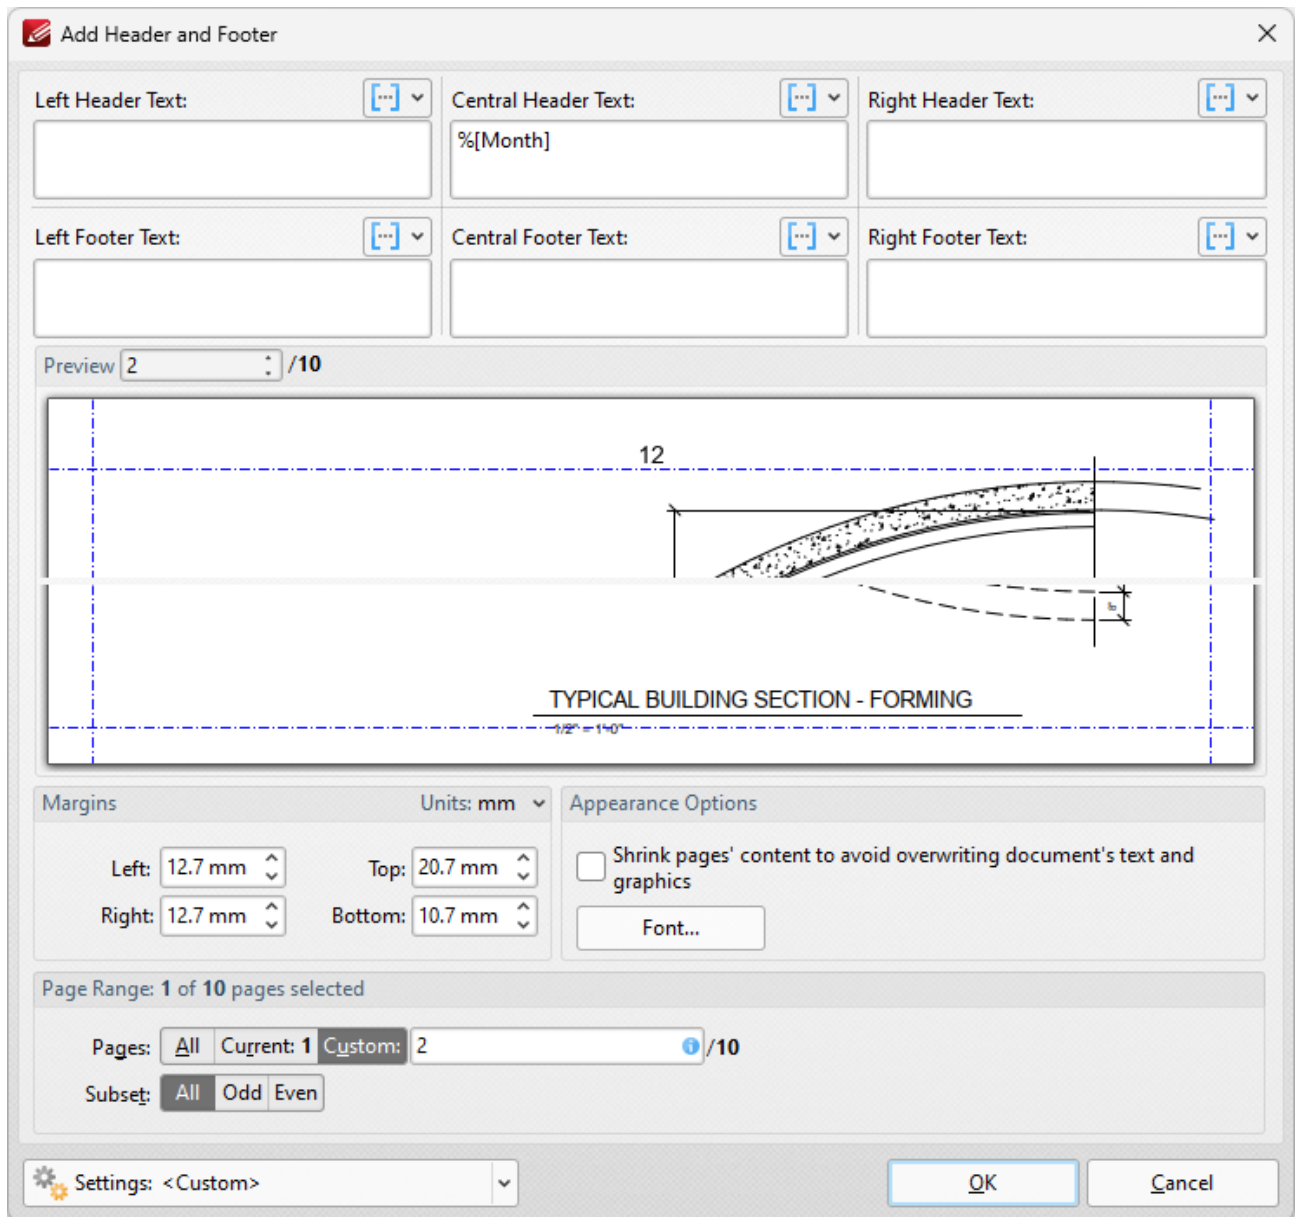 Add Header and Footer
Left Header Text:
Central Header Text:
Right Header Text:
%[Month]
Left Footer Text:
Central Footer Text:
Right Footer Text:
Preview 2 /10
12
TYPICAL BUILDING SECTION - FORMING
1/2" = 1'-0"
Margins
Units: mm
Appearance Options
Left: 12.7 mm
Top: 20.7 mm
Shrink pages' content to avoid overwriting document's text and
graphics
Right: 12.7 mm
Bottom: 10.7 mm
Font...
Page Range: 1 of 10 pages selected
Pages: All Current: 1 Custom: 2 /10
Subset: All Odd Even
Settings: <Custom>
OK
Cancel